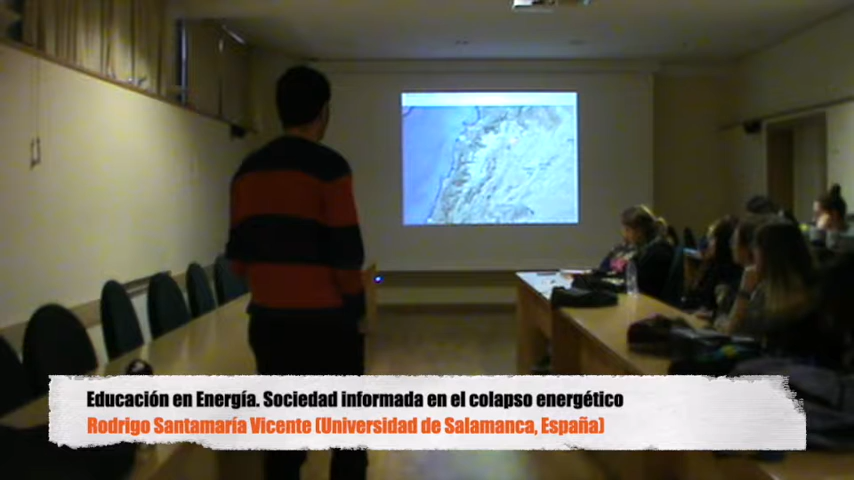 Educación en Energía. Sociedad informada en el colapso energético
Rodrigo Santamaría Vicente (Universidad de Salamanca, España)